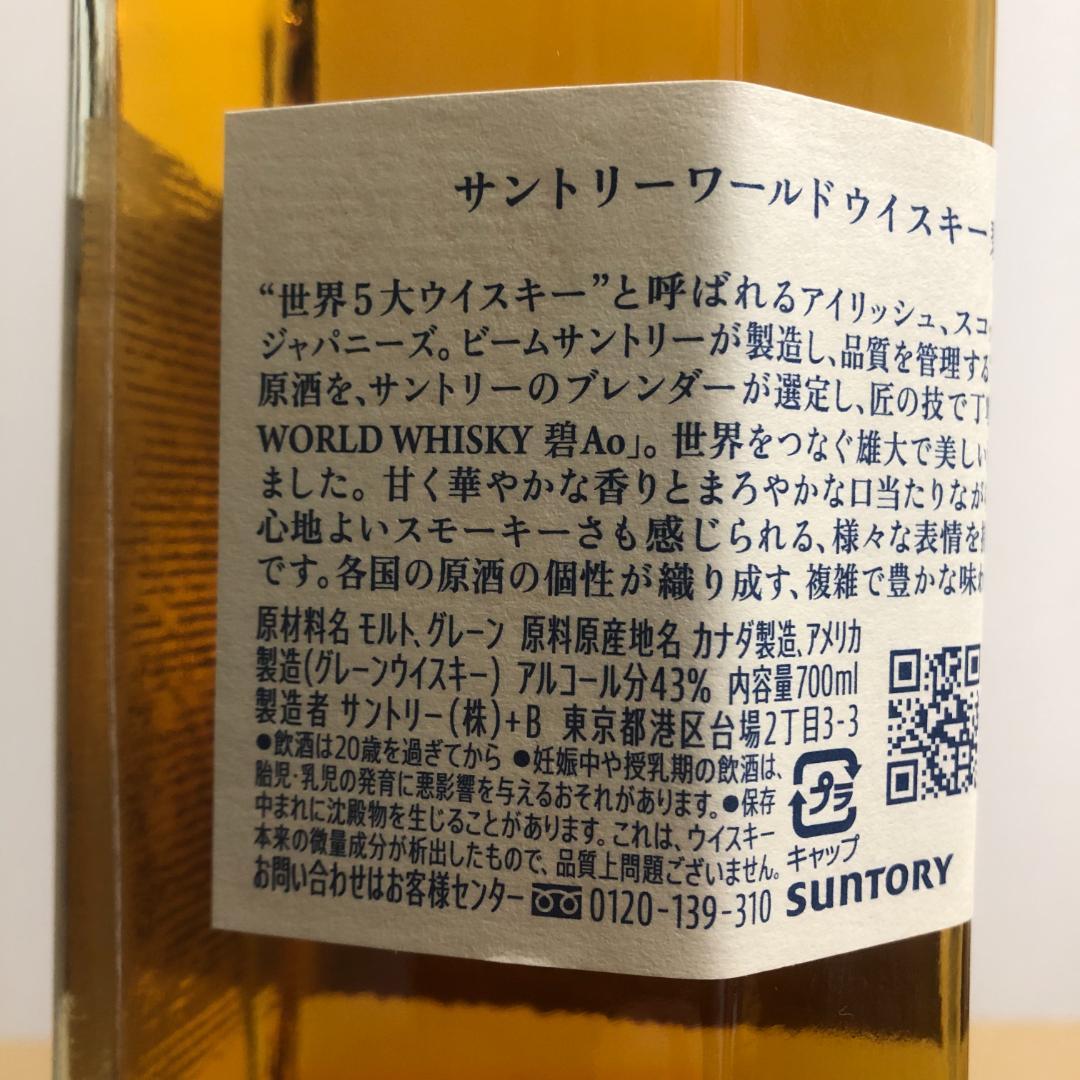 サントリーワールドウイスキー
“世界5大ウイスキー”と呼ばれるアイリッシュ、スコ
ジャパニーズ。ビームサントリーが製造し、品質を管理する
原酒を、サントリーのブレンダーが選定し、匠の技で丁
WORLD WHISKY 碧Ao」。世界をつなぐ雄大で美しい
ました。甘く華やかな香りとまろやかな口当たりなが
心地よいスモーキーさも感じられる、様々な表情を
です。各国の原酒の個性が織り成す、複雑で豊かな味
原材料名 モルト、グレーン 原料原産地名 カナダ製造、アメリカ
製造(グレーンウイスキー) アルコール分43% 内容量700ml
製造者 サントリー(株)+B 東京都港区台場2丁目3-3
●飲酒は20歳を過ぎてから ●妊娠中や授乳期の飲酒は、
胎児・乳児の発育に悪影響を与えるおそれがあります。●保存
中まれに沈殿物を生じることがあります。これは、ウイスキー
本来の微量成分が析出したもので、品質上問題ございません。
お問い合わせはお客様センター 0120-139-310
プラ
キャップ
SUNTORY